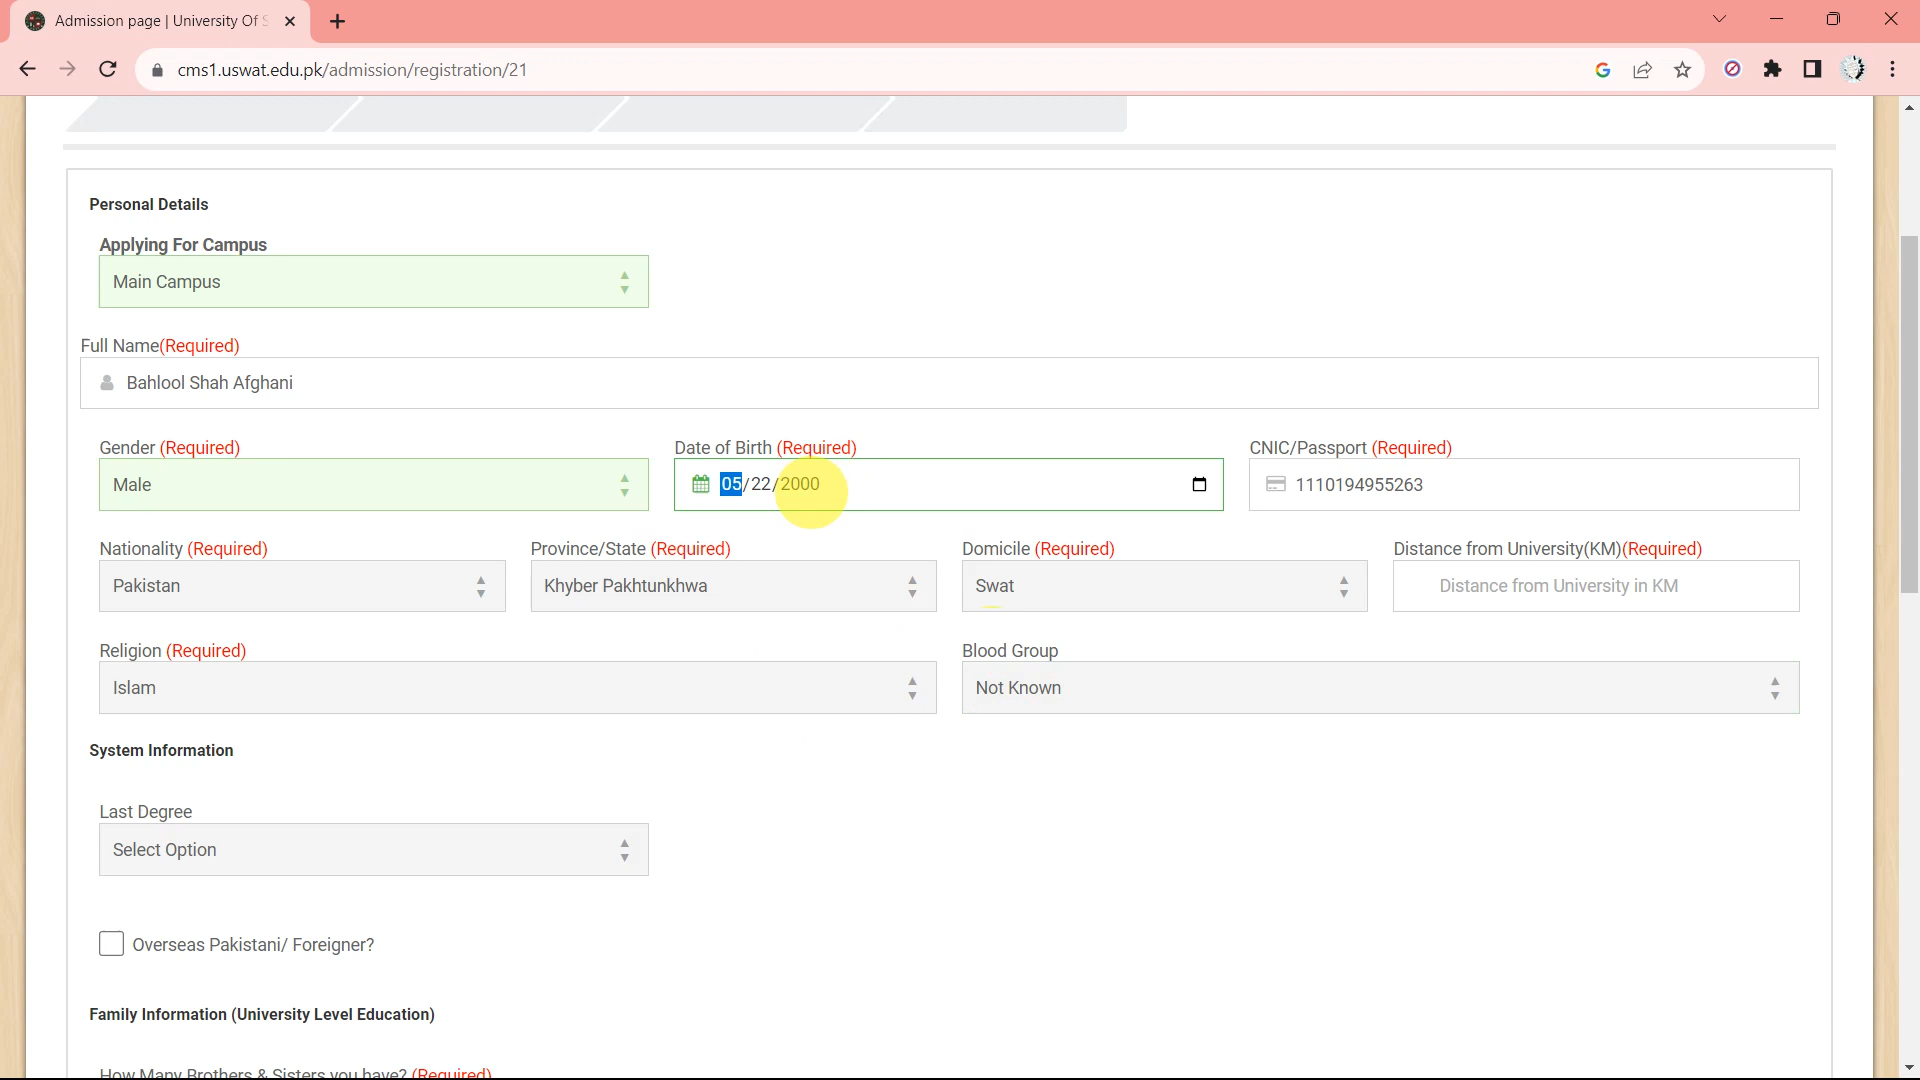 Admission page | University Of S
cms1.uswat.edu.pk/admission/registration/21
Personal Details
Applying For Campus
Main Campus
Full Name(Required)
Bahlool Shah Afghani
Gender (Required) Date of Birth (Required) CNIC/Passport (Required)
Male 05/22/2000 1110194955263
Nationality (Required) Province/State (Required) Domicile (Required) Distance from University(KM)(Required)
Pakistan Khyber Pakhtunkhwa Swat Distance from University in KM
Religion (Required) Blood Group
Islam Not Known
System Information
Last Degree
Select Option
Overseas Pakistani/ Foreigner?
Family Information (University Level Education)
How Many Brothers & Sisters you have? (Required)